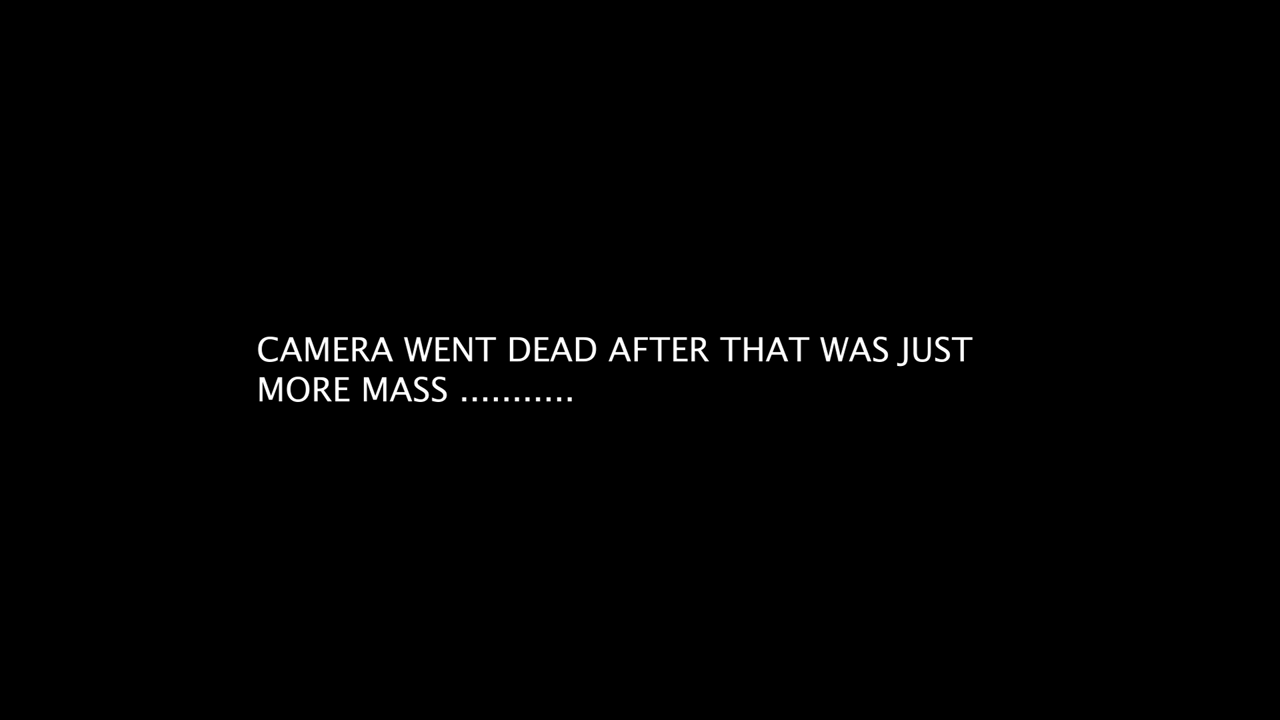 CAMERA WENT DEAD AFTER THAT WAS JUST
MORE MASS ...........